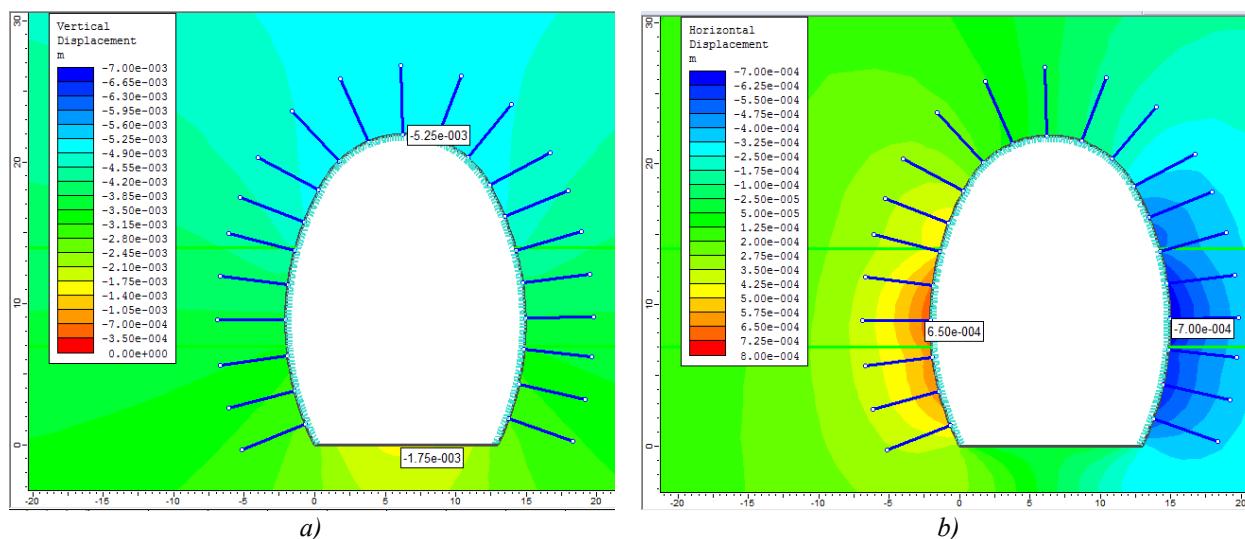 Vertical
Displacement
m
-7.00e-003
-6.65e-003
-6.30e-003
-5.95e-003
-5.60e-003
-5.25e-003
-4.90e-003
-4.55e-003
-4.20e-003
-3.85e-003
-3.50e-003
-3.15e-003
-2.80e-003
-2.45e-003
-2.10e-003
-1.75e-003
-1.40e-003
-1.05e-003
-7.00e-004
-3.50e-004
0.00e+000
30
20
10
0
-5.25e-003
-1.75e-003
-20
-15
-10
-5
0
5
10
15
20
a)
Horizontal
Displacement
m
-7.00e-004
-6.25e-004
-5.50e-004
-4.75e-004
-4.00e-004
-3.25e-004
-2.50e-004
-1.75e-004
-1.00e-004
-2.50e-005
5.00e-005
1.25e-004
2.00e-004
2.75e-004
3.50e-004
4.25e-004
5.00e-004
5.75e-004
6.50e-004
7.25e-004
8.00e-004
30
20
10
0
6.50e-004
-7.00e-004
-20
-15
-10
-5
0
5
10
15
20
b)